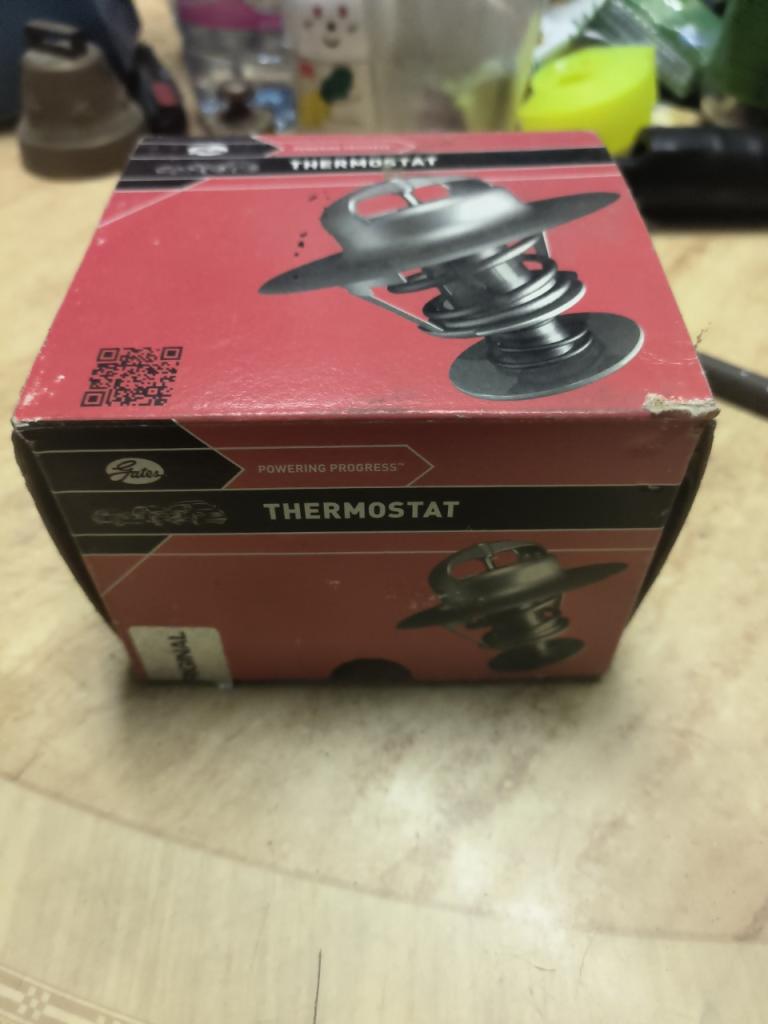 THERMOSTAT
Gates
POWERING PROGRESS™
THERMOSTAT